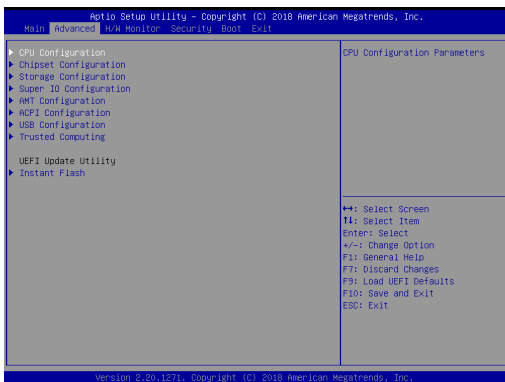 Aptio Setup Utility – Copyright (C) 2018 American Megatrends, Inc.
Main Advanced H/W Monitor Security Boot Exit
CPU Configuration
Chipset Configuration
Storage Configuration
Super IO Configuration
AMT Configuration
ACPI Configuration
USB Configuration
Trusted Computing
UEFI Update Utility
Instant Flash
CPU Configuration Parameters
↔: Select Screen
↑↓: Select Item
Enter: Select
+/-: Change Option
F1: General Help
F7: Discard Changes
F9: Load UEFI Defaults
F10: Save and Exit
ESC: Exit
Version 2.20.1271. Copyright (C) 2018 American Megatrends, Inc.